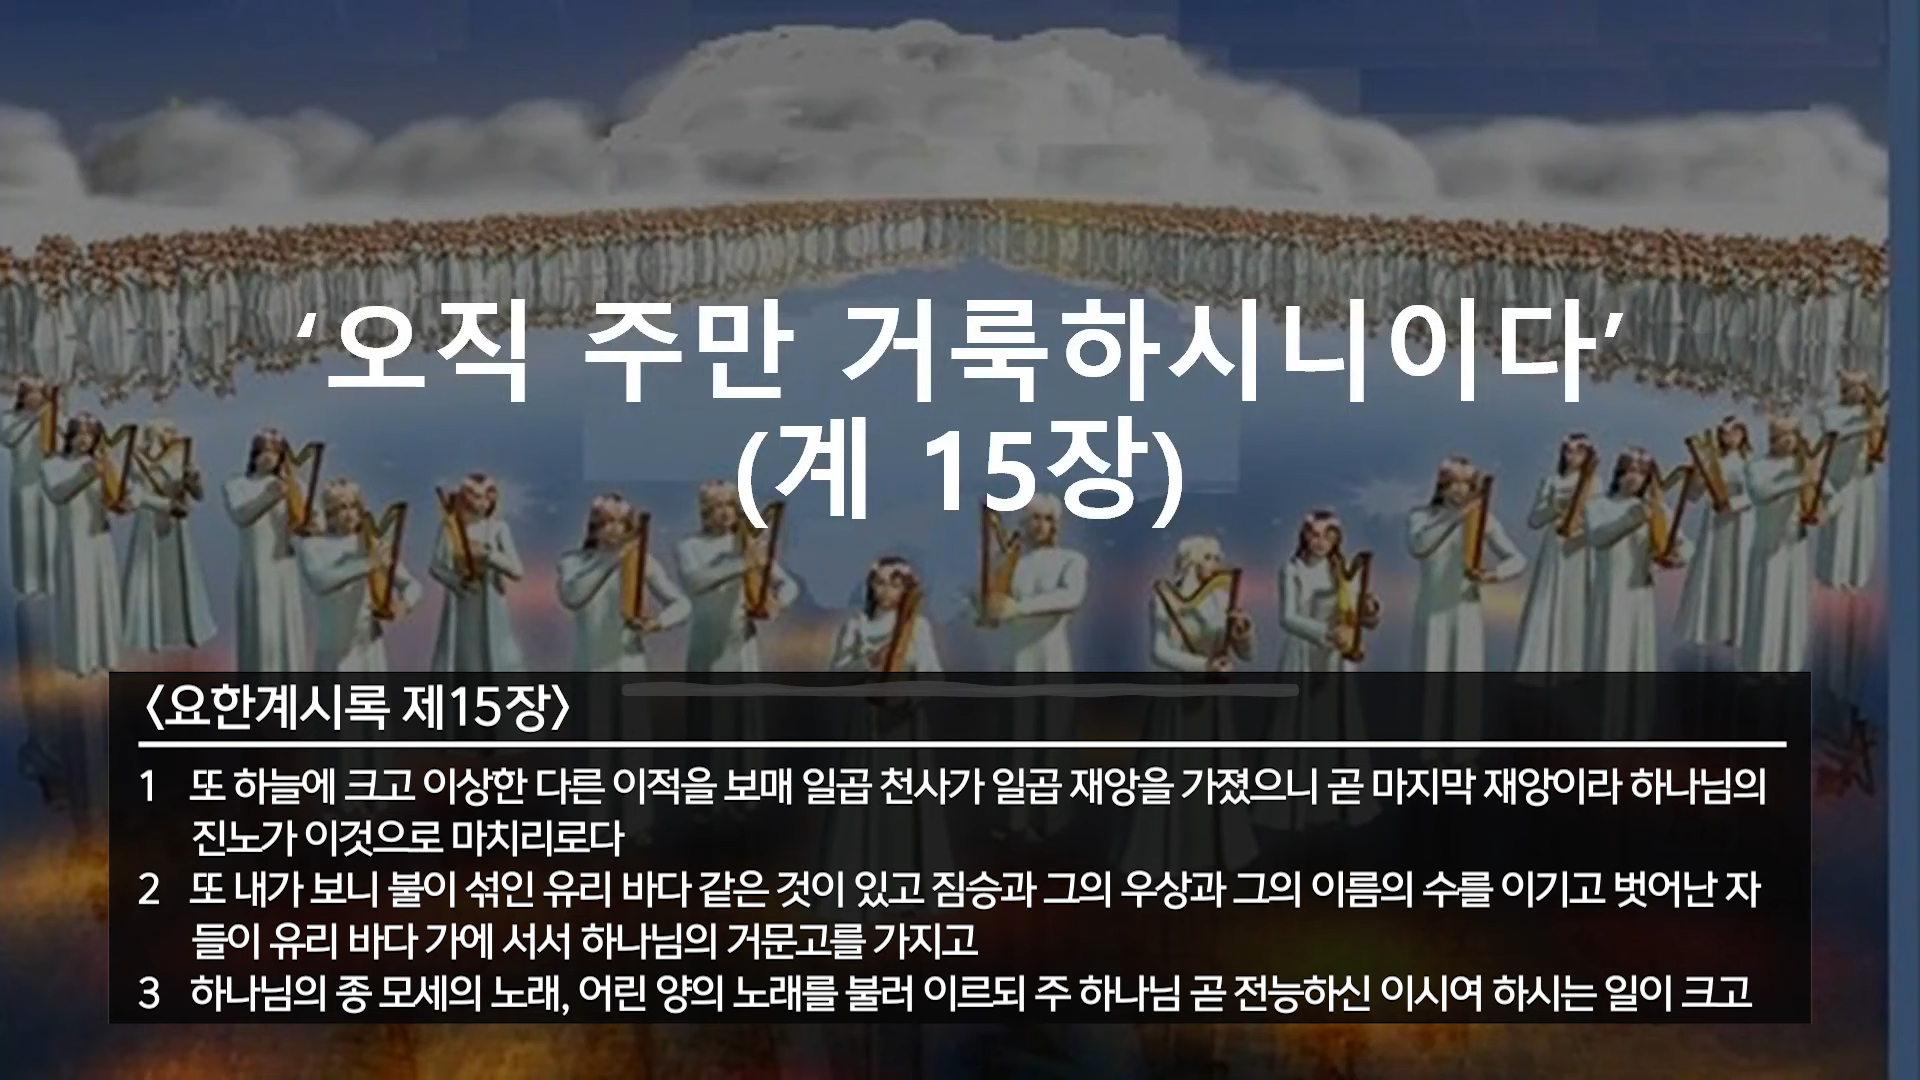 ‘오직 주만 거룩하시니이다’
(계 15장)
〈요한계시록 제15장〉
1 또 하늘에 크고 이상한 다른 이적을 보매 일곱 천사가 일곱 재앙을 가졌으니 곧 마지막 재앙이라 하나님의
진노가 이것으로 마치리로다
2 또 내가 보니 불이 섞인 유리 바다 같은 것이 있고 짐승과 그의 우상과 그의 이름의 수를 이기고 벗어난 자
들이 유리 바다 가에 서서 하나님의 거문고를 가지고
3 하나님의 종 모세의 노래, 어린 양의 노래를 불러 이르되 주 하나님 곧 전능하신 이시여 하시는 일이 크고